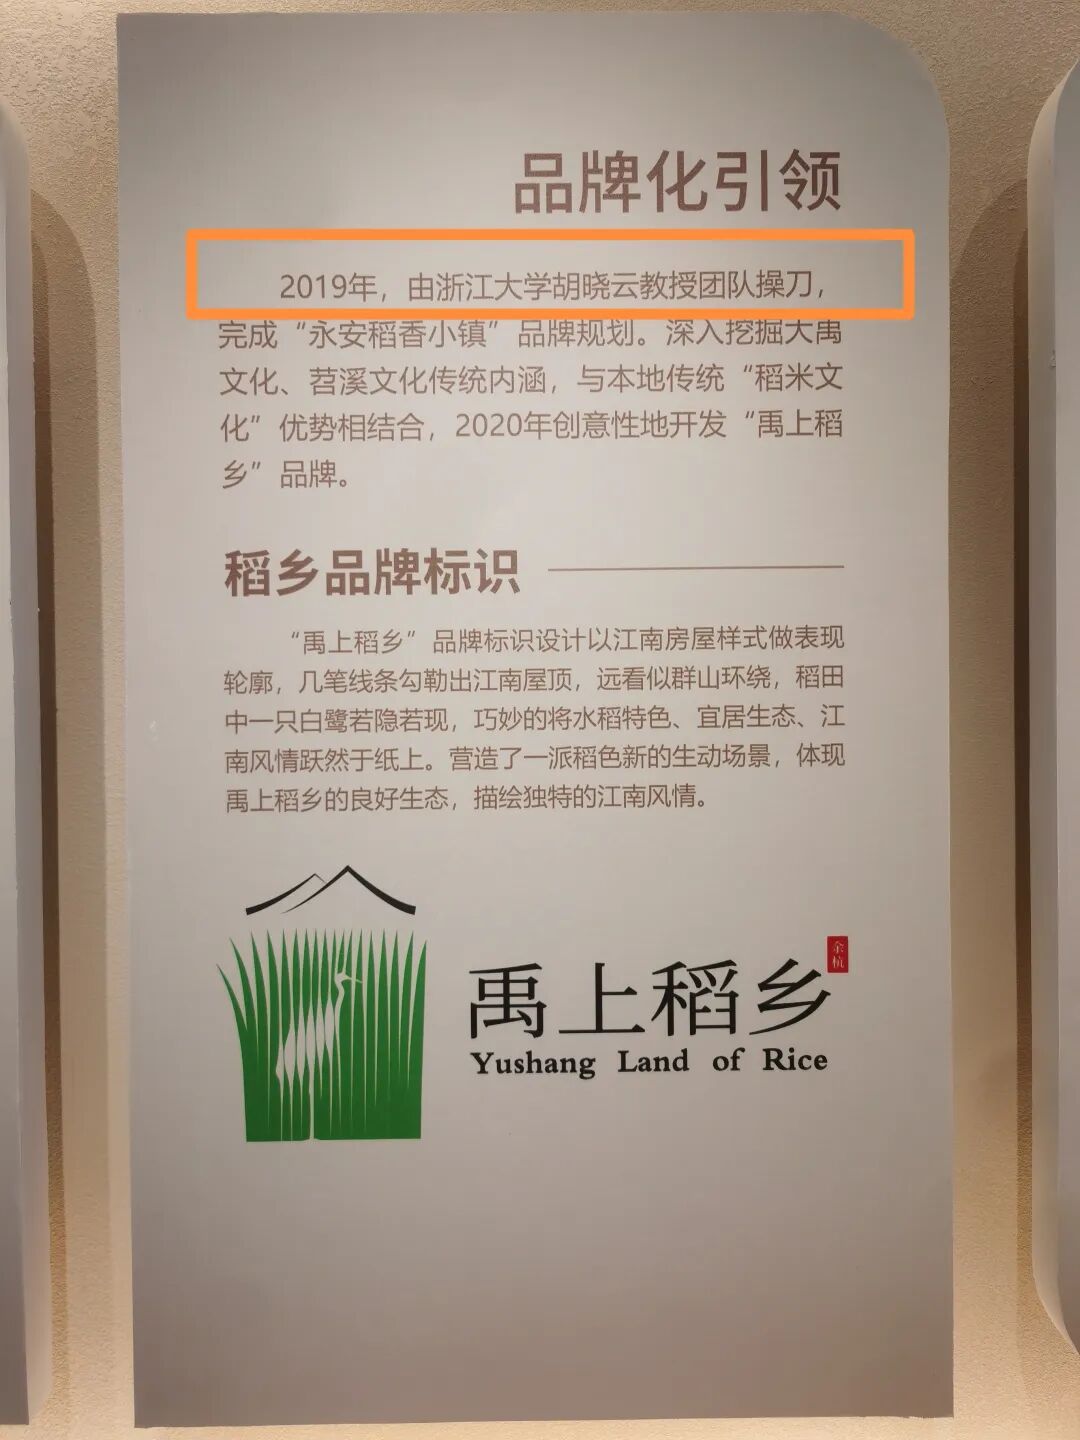 品牌化引领
2019年，由浙江大学胡晓云教授团队操刀，
完成“永安稻香小镇”品牌规划。深入挖掘大禹
文化、苕溪文化传统内涵，与本地传统“稻米文
化”优势相结合，2020年创意性地开发“禹上稻
乡”品牌。
稻乡品牌标识
“禹上稻乡”品牌标识设计以江南房屋样式做表现
轮廓，几笔线条勾勒出江南屋顶，远看似群山环绕，稻田
中一只白鹭若隐若现，巧妙的将水稻特色、宜居生态、江
南风情跃然于纸上。营造了一派稻色新的生动场景，体现
禹上稻乡的良好生态，描绘独特的江南风情。
禹上稻乡
余杭
Yushang Land of Rice